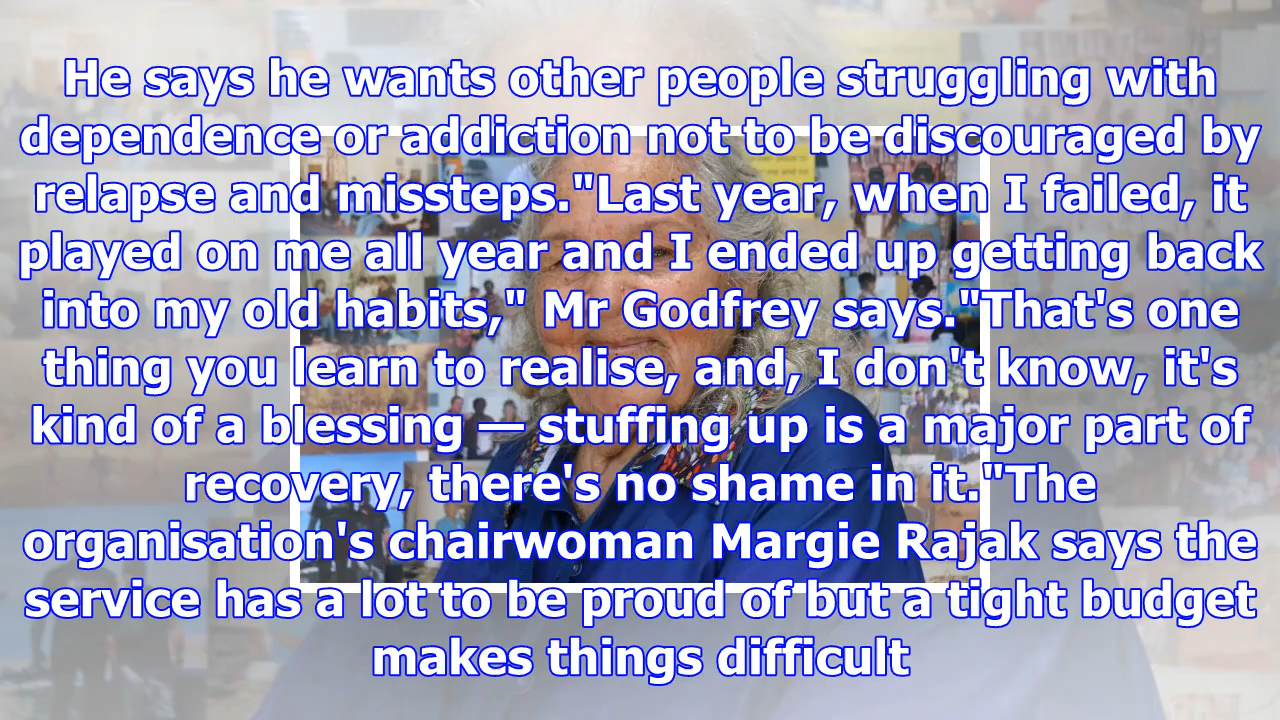 He says he wants other people struggling with
dependence or addiction not to be discouraged by
relapse and missteps."Last year, when I failed, it
played on me all year and I ended up getting back
into my old habits,"  Mr Godfrey says."That's one
thing you learn to realise, and, I don't know, it's
kind of a blessing — stuffing up is a major part of
recovery, there's no shame in it."The
organisation's chairwoman Margie Rajak says the
service has a lot to be proud of but a tight budget
makes things difficult